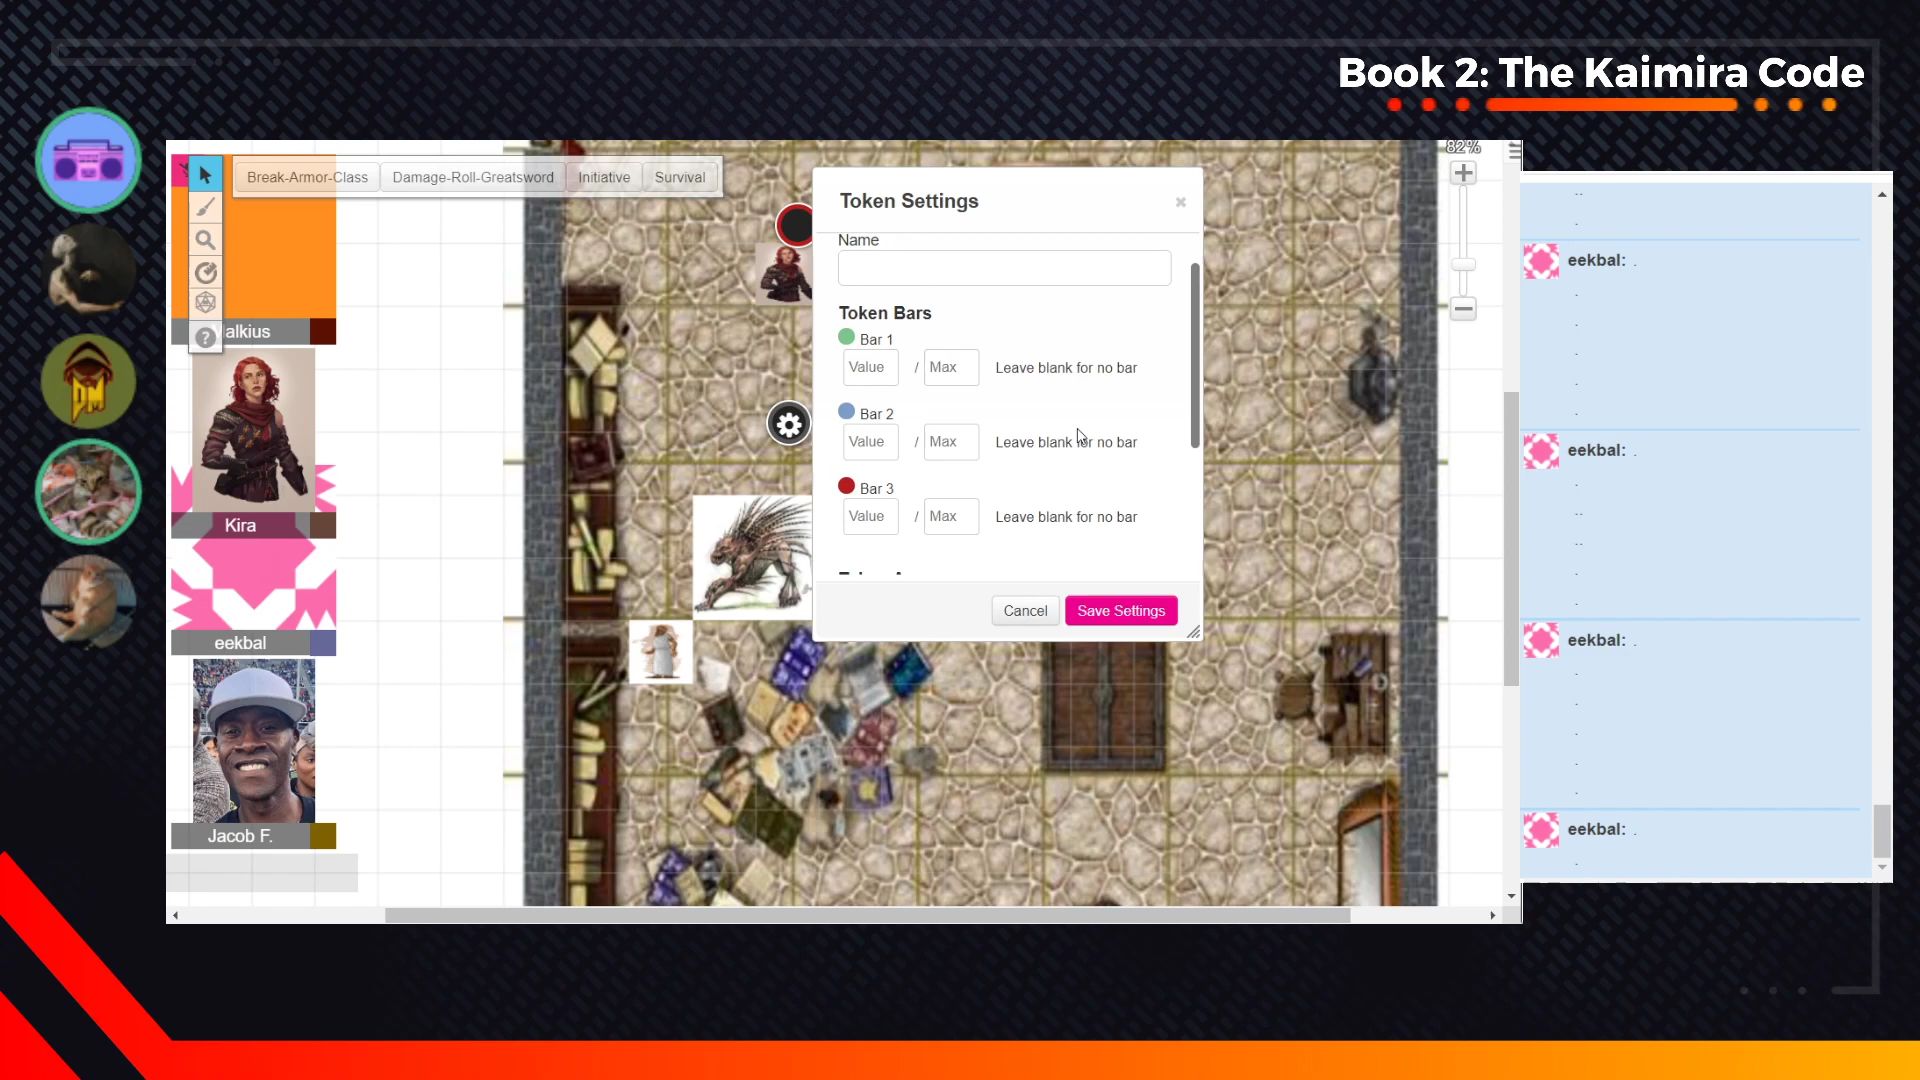 Book 2: The Kaimira Code
82%
Break-Armor-Class
Damage-Roll-Greatsword
Initiative
Survival
Token Settings
Name
Token Bars
Bar 1
Value / Max Leave blank for no bar
Bar 2
Value / Max Leave blank for no bar
Bar 3
Value / Max Leave blank for no bar
Cancel
Save Settings
alkius
Kira
eekbal
Jacob F.
DM
eekbal: .
eekbal: .
eekbal: .
eekbal: .